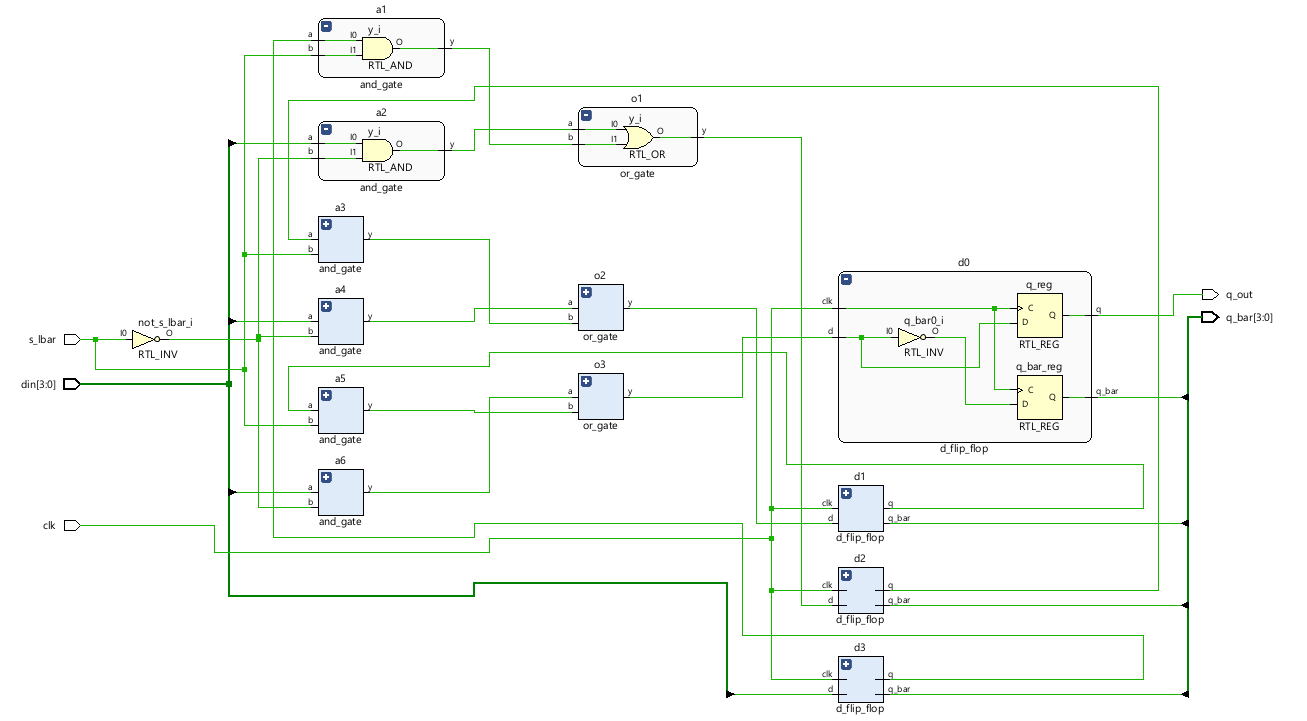 a1
a
b
I0
I1
y_i
O
y
RTL_AND
and_gate
a2
a
b
I0
I1
y_i
O
y
RTL_AND
and_gate
o1
a
b
I0
I1
y_i
O
y
RTL_OR
or_gate
a3
a
b
y
and_gate
a4
a
b
y
and_gate
o2
a
b
y
or_gate
s_lbar
not_s_lbar_i
I0
O
RTL_INV
din[3:0]
a5
a
b
y
and_gate
o3
a
b
y
or_gate
a6
a
b
y
and_gate
clk
d0
clk
d
q_bar0_i
I0
O
RTL_INV
q_reg
C
D
Q
RTL_REG
q_bar_reg
C
D
Q
RTL_REG
q
q_bar
d_flip_flop
q_out
q_bar[3:0]
d1
clk
d
q
q_bar
d_flip_flop
d2
clk
d
q
q_bar
d_flip_flop
d3
clk
d
q
q_bar
d_flip_flop